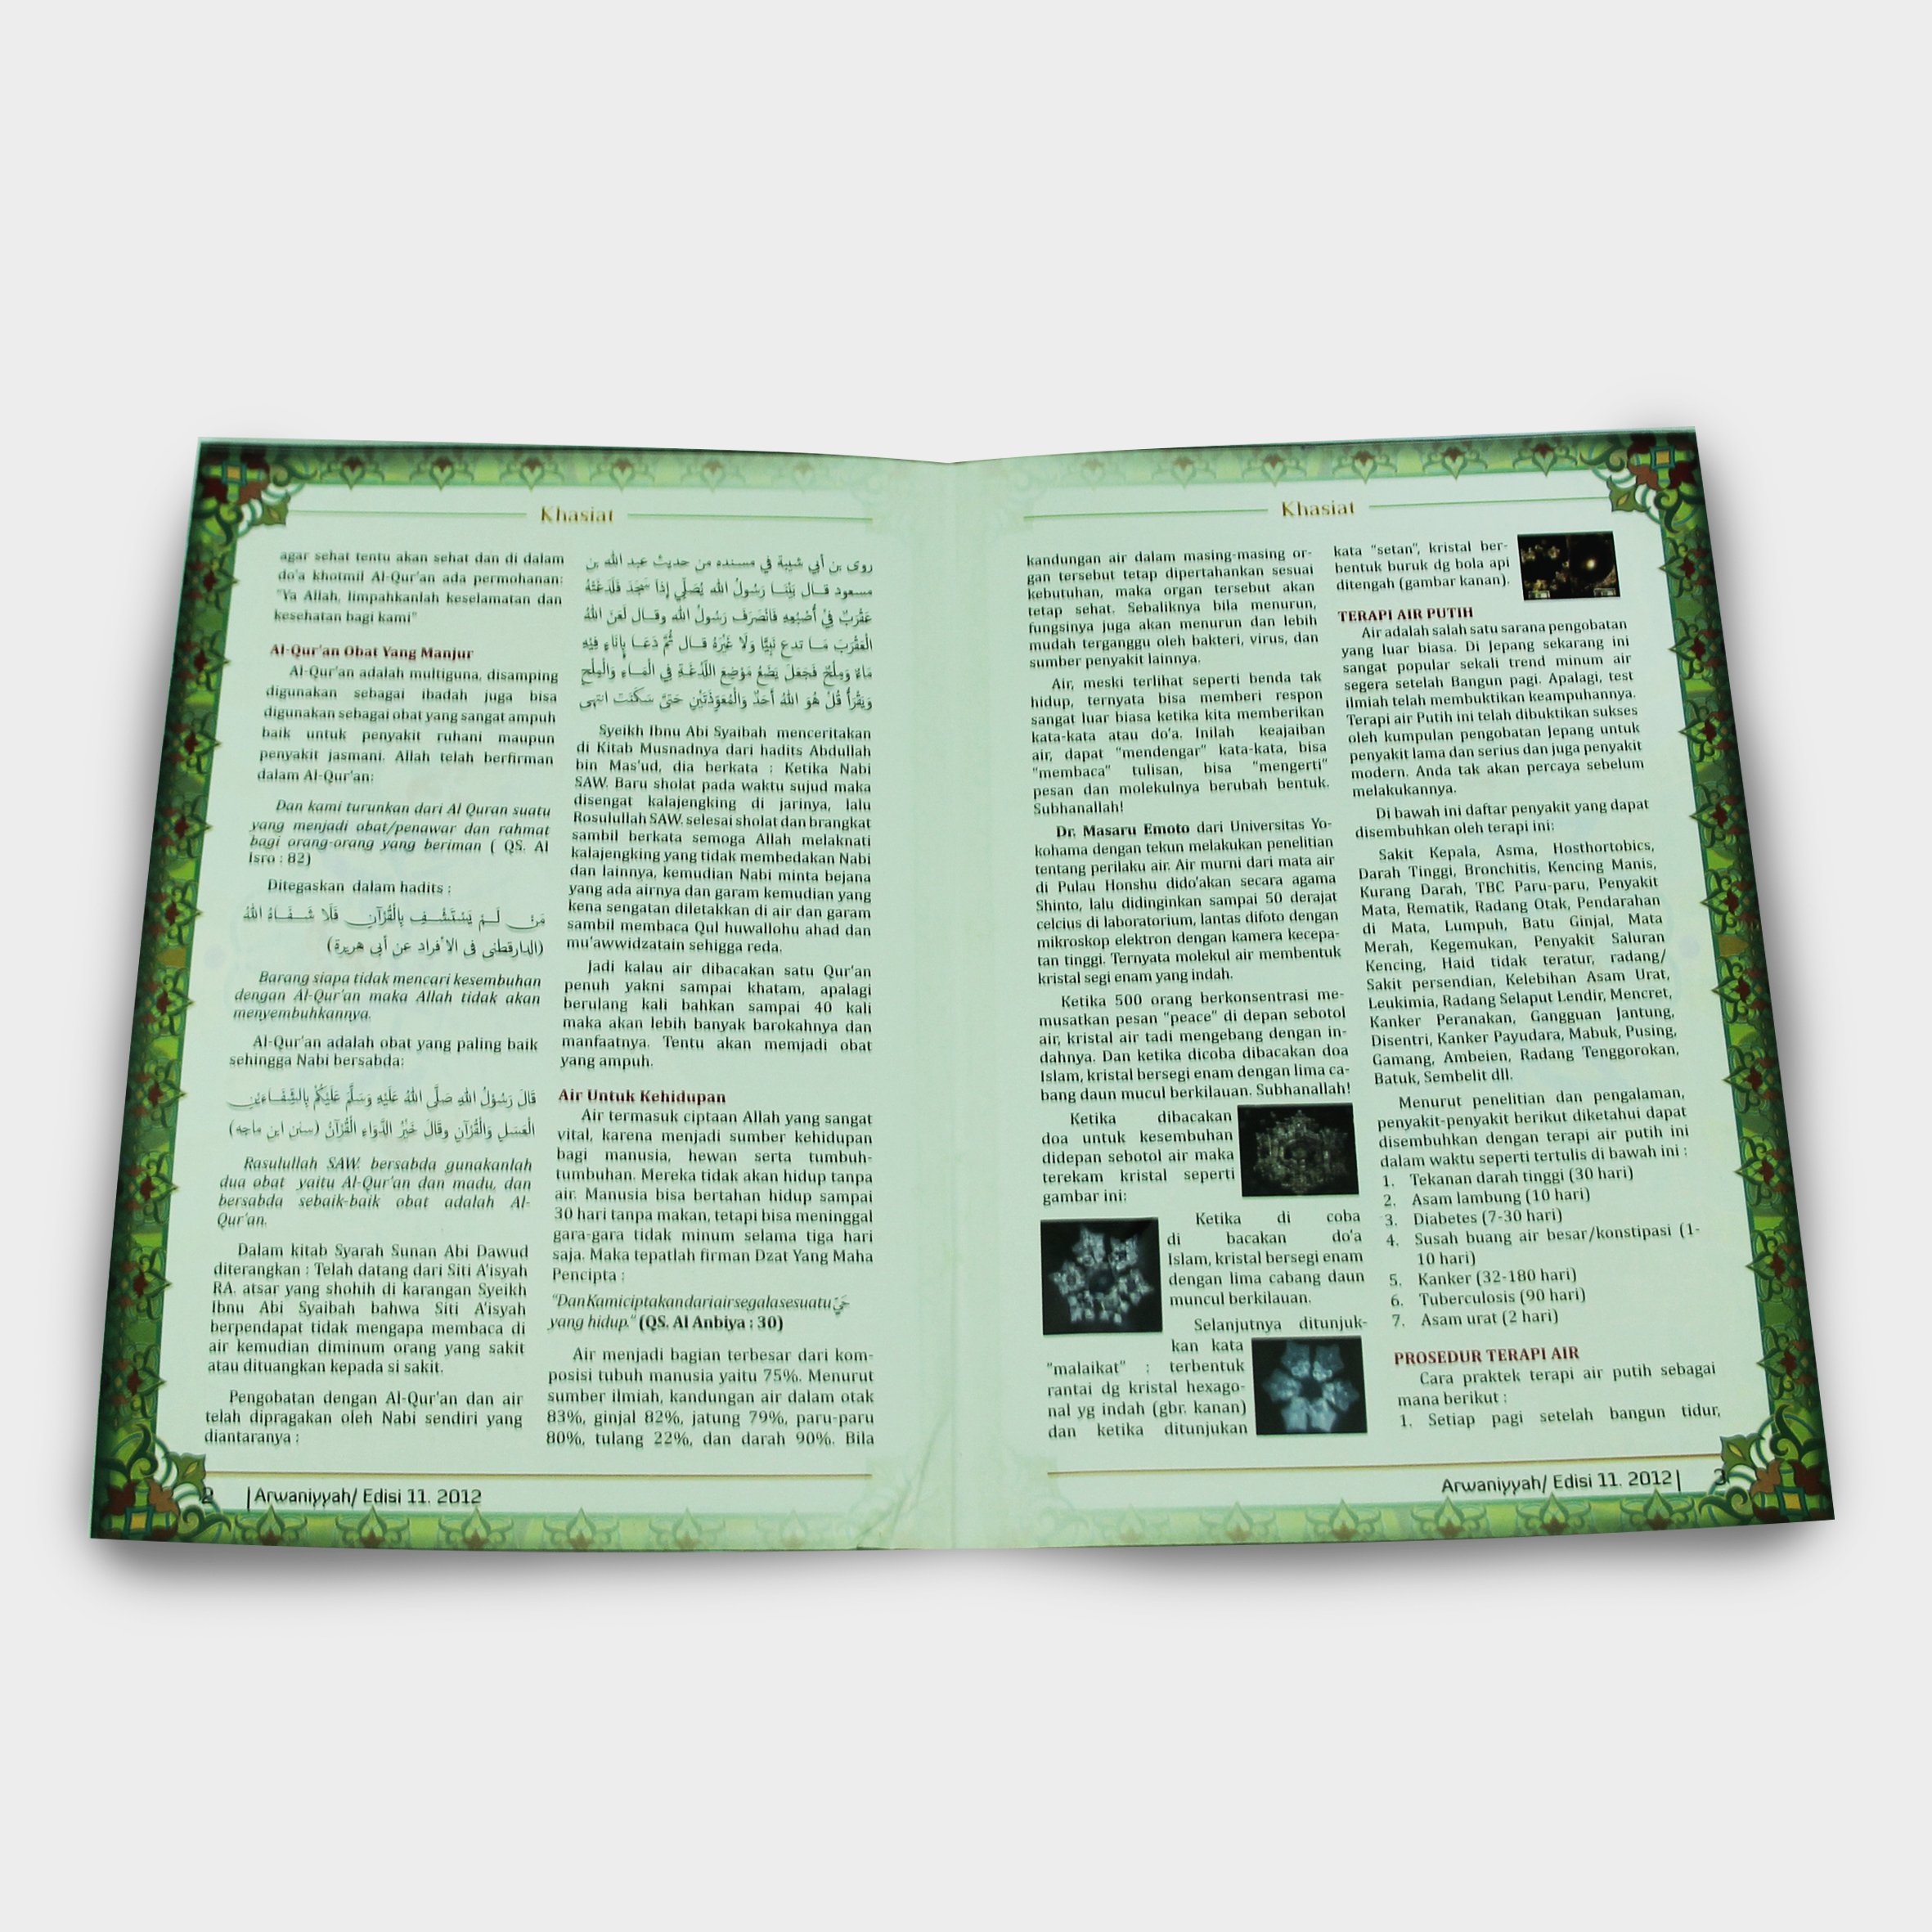 Khasiat
agar sehat tentu akan sehat dan di dalam
do'a khotmil Al-Qur'an ada permohonan:
"Ya Allah, limpahkanlah keselamatan dan
kesehatan bagi kami"
Al-Qur'an Obat Yang Manjur
Al-Qur'an adalah multiguna, disamping
digunakan sebagai ibadah juga bisa
digunakan sebagai obat yang sangat ampuh
baik untuk penyakit ruhani maupun
penyakit jasmani. Allah telah berfirman
dalam Al-Qur'an:
Dan kami turunkan dari Al Quran suatu
yang menjadi obat/penawar dan rahmat
bagi orang-orang yang beriman ( QS. Al
Isro : 82)
Ditegaskan dalam hadits :
مَنْ لَمْ يَسْتَشْفِ بِالْقُرْآنِ فَلَا شَفَاهُ اللهُ
(الدارقطنى فى الأفراد عن أبى هريرة)
Barang siapa tidak mencari kesembuhan
dengan Al-Qur'an maka Allah tidak akan
menyembuhkannya.
Al-Qur'an adalah obat yang paling baik
sehingga Nabi bersabda:
قَالَ رَسُوْلُ اللهِ صَلَّى اللهُ عَلَيْهِ وَسَلَّمَ عَلَيْكُمْ بِالشِّفَاءَيْنِ
الْعَسَلِ وَالْقُرْآنِ وقَالَ خَيْرُ الدَّوَاءِ الْقُرْآنُ (سنن ابن ماجه)
Rasulullah SAW. bersabda gunakanlah
dua obat yaitu Al-Qur'an dan madu, dan
bersabda sebaik-baik obat adalah Al-
Qur'an.
Dalam kitab Syarah Sunan Abi Dawud
diterangkan : Telah datang dari Siti A'isyah
RA. atsar yang shohih di karangan Syeikh
Ibnu Abi Syaibah bahwa Siti A'isyah
berpendapat tidak mengapa membaca di
air kemudian diminum orang yang sakit
atau dituangkan kepada si sakit.
Pengobatan dengan Al-Qur'an dan air
telah dipragakan oleh Nabi sendiri yang
diantaranya :
روى بن أبي شيبة في مسنده من حديث عبد الله بن
مسعود قال بَيْنَا رَسُولُ الله يُصَلِّي إِذَا سَجَدَ فَلَدَغَتْهُ
عَقْرَبٌ فِيْ أُصْبُعِهِ فَانْصَرَفَ رَسُولُ الله وقال لَعَنَ اللهُ
الْعَقْرَبَ مَا تدع نَبِيًّا وَلَا غَيْرَهُ قال ثُمَّ دَعَا بِإِنَاءٍ فِيْهِ
مَاءٌ وَمِلْحٌ فَجَعَلَ يَضَعُ مَوْضِعَ اللَّدْغَةِ فِي الْمَاءِ وَالْمِلْحِ
وَيَقْرَأُ قُلْ هُوَ اللهُ أَحَدٌ وَالْمُعَوِّذَتَيْنِ حَتَّى سَكَنَتْ انتهى
Syeikh Ibnu Abi Syaibah menceritakan
di Kitab Musnadnya dari hadits Abdullah
bin Mas'ud, dia berkata : Ketika Nabi
SAW. Baru sholat pada waktu sujud maka
disengat kalajengking di jarinya, lalu
Rosulullah SAW. selesai sholat dan brangkat
sambil berkata semoga Allah melaknati
kalajengking yang tidak membedakan Nabi
dan lainnya, kemudian Nabi minta bejana
yang ada airnya dan garam kemudian yang
kena sengatan diletakkan di air dan garam
sambil membaca Qul huwallohu ahad dan
mu'awwidzatain sehigga reda.
Jadi kalau air dibacakan satu Qur'an
penuh yakni sampai khatam, apalagi
berulang kali bahkan sampai 40 kali
maka akan lebih banyak barokahnya dan
manfaatnya. Tentu akan memjadi obat
yang ampuh.
Air Untuk Kehidupan
Air termasuk ciptaan Allah yang sangat
vital, karena menjadi sumber kehidupan
bagi manusia, hewan serta tumbuh-
tumbuhan. Mereka tidak akan hidup tanpa
air. Manusia bisa bertahan hidup sampai
30 hari tanpa makan, tetapi bisa meninggal
gara-gara tidak minum selama tiga hari
saja. Maka tepatlah firman Dzat Yang Maha
Pencipta :
"Dan Kami ciptakan dari air segala sesuatu حَيّ
yang hidup." (QS. Al Anbiya : 30)
Air menjadi bagian terbesar dari kom-
posisi tubuh manusia yaitu 75%. Menurut
sumber ilmiah, kandungan air dalam otak
83%, ginjal 82%, jatung 79%, paru-paru
80%, tulang 22%, dan darah 90%. Bila
2 |Arwaniyyah/ Edisi 11. 2012
Khasiat
kandungan air dalam masing-masing or-
gan tersebut tetap dipertahankan sesuai
kebutuhan, maka organ tersebut akan
tetap sehat. Sebaliknya bila menurun,
fungsinya juga akan menurun dan lebih
mudah terganggu oleh bakteri, virus, dan
sumber penyakit lainnya.
Air, meski terlihat seperti benda tak
hidup, ternyata bisa memberi respon
sangat luar biasa ketika kita memberikan
kata-kata atau do'a. Inilah keajaiban
air, dapat "mendengar" kata-kata, bisa
"membaca" tulisan, bisa "mengerti"
pesan dan molekulnya berubah bentuk.
Subhanallah!
Dr. Masaru Emoto dari Universitas Yo-
kohama dengan tekun melakukan penelitian
tentang perilaku air. Air murni dari mata air
di Pulau Honshu dido'akan secara agama
Shinto, lalu didinginkan sampai 50 derajat
celcius di laboratorium, lantas difoto dengan
mikroskop elektron dengan kamera kecepa-
tan tinggi. Ternyata molekul air membentuk
kristal segi enam yang indah.
Ketika 500 orang berkonsentrasi me-
musatkan pesan "peace" di depan sebotol
air, kristal air tadi mengebang dengan in-
dahnya. Dan ketika dicoba dibacakan doa
Islam, kristal bersegi enam dengan lima ca-
bang daun mucul berkilauan. Subhanallah!
Ketika dibacakan
doa untuk kesembuhan
didepan sebotol air maka
terekam kristal seperti
gambar ini:
Ketika di coba
di bacakan do'a
Islam, kristal bersegi enam
dengan lima cabang daun
muncul berkilauan.
Selanjutnya ditunjuk-
kan kata
"malaikat" : terbentuk
rantai dg kristal hexago-
nal yg indah (gbr. kanan)
dan ketika ditunjukan
kata "setan", kristal ber-
bentuk buruk dg bola api
ditengah (gambar kanan).
TERAPI AIR PUTIH
Air adalah salah satu sarana pengobatan
yang luar biasa. Di Jepang sekarang ini
sangat popular sekali trend minum air
segera setelah Bangun pagi. Apalagi, test
ilmiah telah membuktikan keampuhannya.
Terapi air Putih ini telah dibuktikan sukses
oleh kumpulan pengobatan Jepang untuk
penyakit lama dan serius dan juga penyakit
modern. Anda tak akan percaya sebelum
melakukannya.
Di bawah ini daftar penyakit yang dapat
disembuhkan oleh terapi ini:
Sakit Kepala, Asma, Hosthortobics,
Darah Tinggi, Bronchitis, Kencing Manis,
Kurang Darah, TBC Paru-paru, Penyakit
Mata, Rematik, Radang Otak, Pendarahan
di Mata, Lumpuh, Batu Ginjal, Mata
Merah, Kegemukan, Penyakit Saluran
Kencing, Haid tidak teratur, radang/
Sakit persendian, Kelebihan Asam Urat,
Leukimia, Radang Selaput Lendir, Mencret,
Kanker Peranakan, Gangguan Jantung,
Disentri, Kanker Payudara, Mabuk, Pusing,
Gamang, Ambeien, Radang Tenggorokan,
Batuk, Sembelit dll.
Menurut penelitian dan pengalaman,
penyakit-penyakit berikut diketahui dapat
disembuhkan dengan terapi air putih ini
dalam waktu seperti tertulis di bawah ini :
1. Tekanan darah tinggi (30 hari)
2. Asam lambung (10 hari)
3. Diabetes (7-30 hari)
4. Susah buang air besar/konstipasi (1-
10 hari)
5. Kanker (32-180 hari)
6. Tuberculosis (90 hari)
7. Asam urat (2 hari)
PROSEDUR TERAPI AIR
Cara praktek terapi air putih sebagai
mana berikut :
1. Setiap pagi setelah bangun tidur,
Arwaniyyah/ Edisi 11. 2012| 3